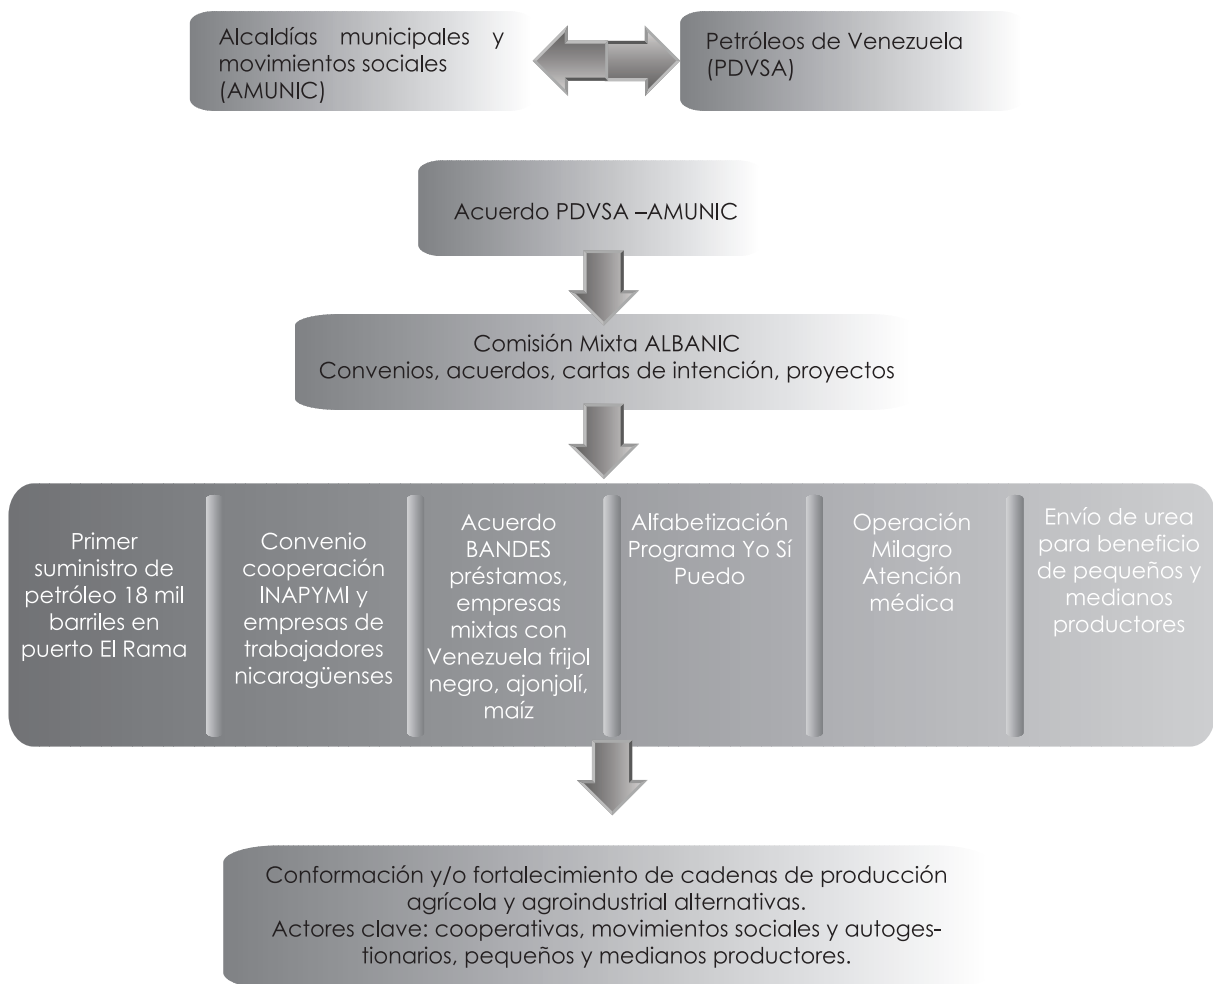 Alcaldías municipales y
movimientos sociales
(AMUNIC)
Petróleos de Venezuela
(PDVSA)
Acuerdo PDVSA –AMUNIC
Comisión Mixta ALBANIC
Convenios, acuerdos, cartas de intención, proyectos
Primer
suministro de
petróleo 18 mil
barriles en
puerto El Rama
Convenio
cooperación
INAPYMI y
empresas de
trabajadores
nicaragüenses
Acuerdo
BANDES
préstamos,
empresas
mixtas con
Venezuela frijol
negro, ajonjolí,
maíz
Alfabetización
Programa Yo Sí
Puedo
Operación
Milagro
Atención
médica
Envío de urea
para beneficio
de pequeños y
medianos
productores
Conformación y/o fortalecimiento de cadenas de producción
agrícola y agroindustrial alternativas.
Actores clave: cooperativas, movimientos sociales y autoges-
tionarios, pequeños y medianos productores.